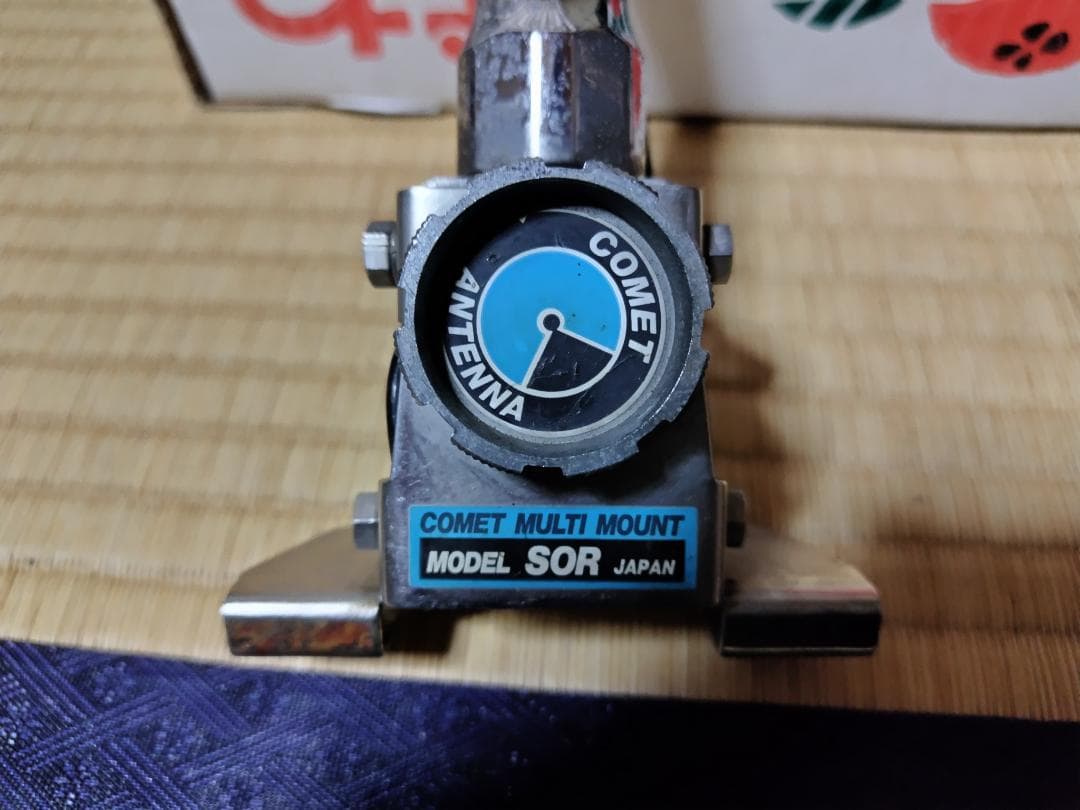 COMET
ANTENNA
COMET MULTI MOUNT
MODEL SOR JAPAN